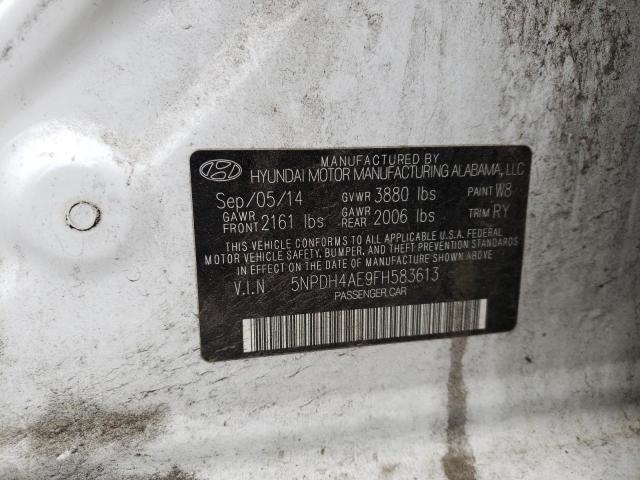 MANUFACTURED BY
HYUNDAI MOTOR MANUFACTURING ALABAMA, LLC
Sep/05/14 GVWR 3880 lbs PAINT W8
GAWR FRONT 2161 lbs GAWR REAR 2006 lbs TRIM RY
THIS VEHICLE CONFORMS TO ALL APPLICABLE U.S.A. FEDERAL
MOTOR VEHICLE SAFETY, BUMPER, AND THEFT PREVENTION STANDARDS
IN EFFECT ON THE DATE OF MANUFACTURE SHOWN ABOVE.
V.I.N 5NPDH4AE9FH583613
PASSENGER CAR